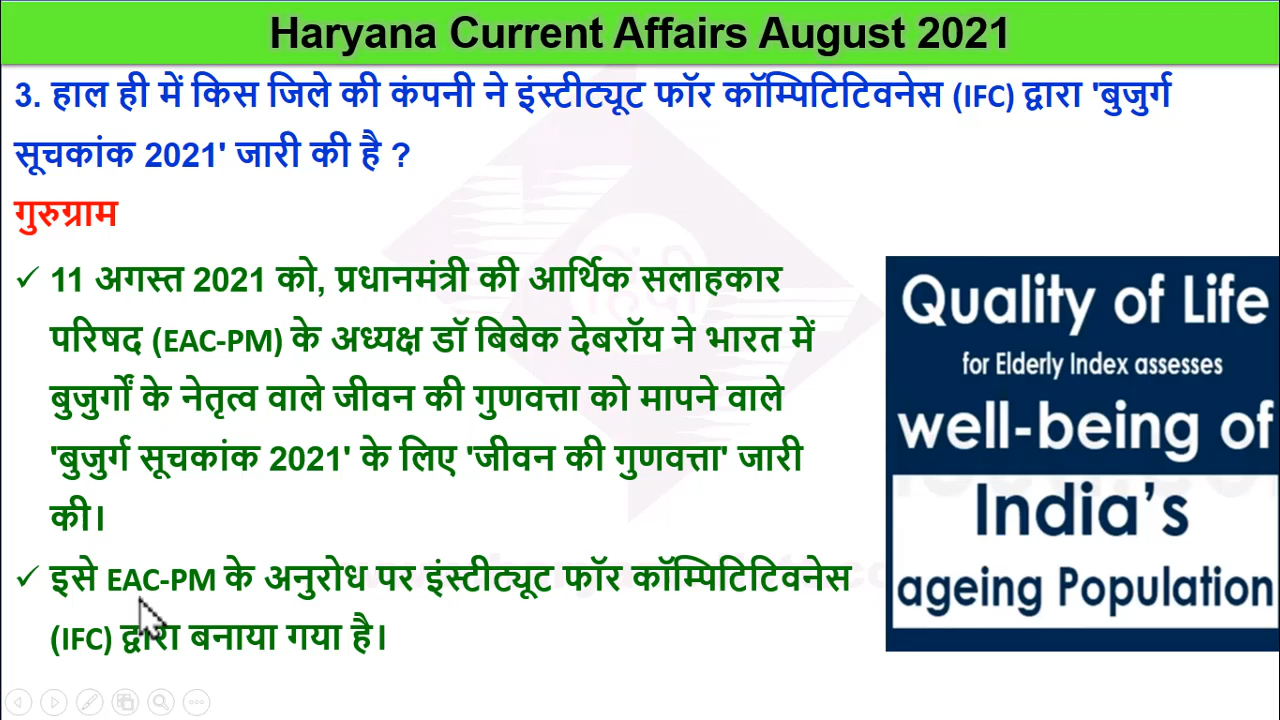 Haryana Current Affairs August 2021
3. हाल ही में किस जिले की कंपनी ने इंस्टीट्यूट फॉर कॉम्पिटिटिवनेस (IFC) द्वारा 'बुजुर्ग
सूचकांक 2021' जारी की है ?
गुरुग्राम
✓ 11 अगस्त 2021 को, प्रधानमंत्री की आर्थिक सलाहकार
परिषद (EAC-PM) के अध्यक्ष डॉ बिबेक देबरॉय ने भारत में
बुजुर्गों के नेतृत्व वाले जीवन की गुणवत्ता को मापने वाले
'बुजुर्ग सूचकांक 2021' के लिए 'जीवन की गुणवत्ता' जारी
की।
✓ इसे EAC-PM के अनुरोध पर इंस्टीट्यूट फॉर कॉम्पिटिटिवनेस
(IFC) द्वारा बनाया गया है।
Quality of Life
for Elderly Index assesses
well-being of
India's
ageing Population
हिंदी